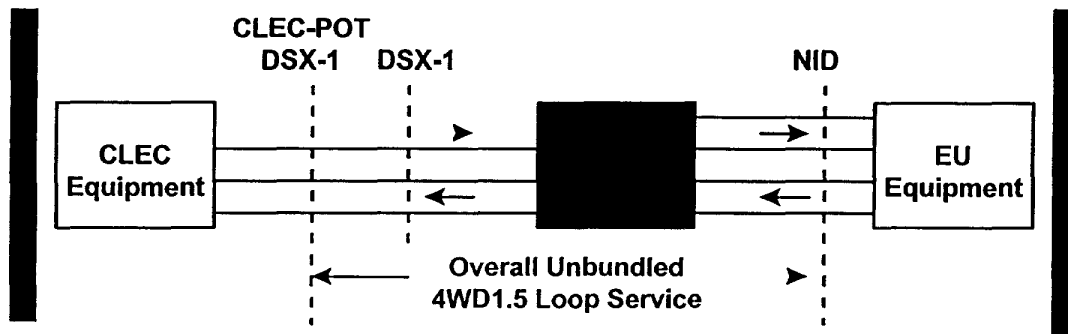 CLEC-POT
DSX-1 DSX-1 NID
CLEC
Equipment
EU
Equipment
Overall Unbundled
4WD1.5 Loop Service